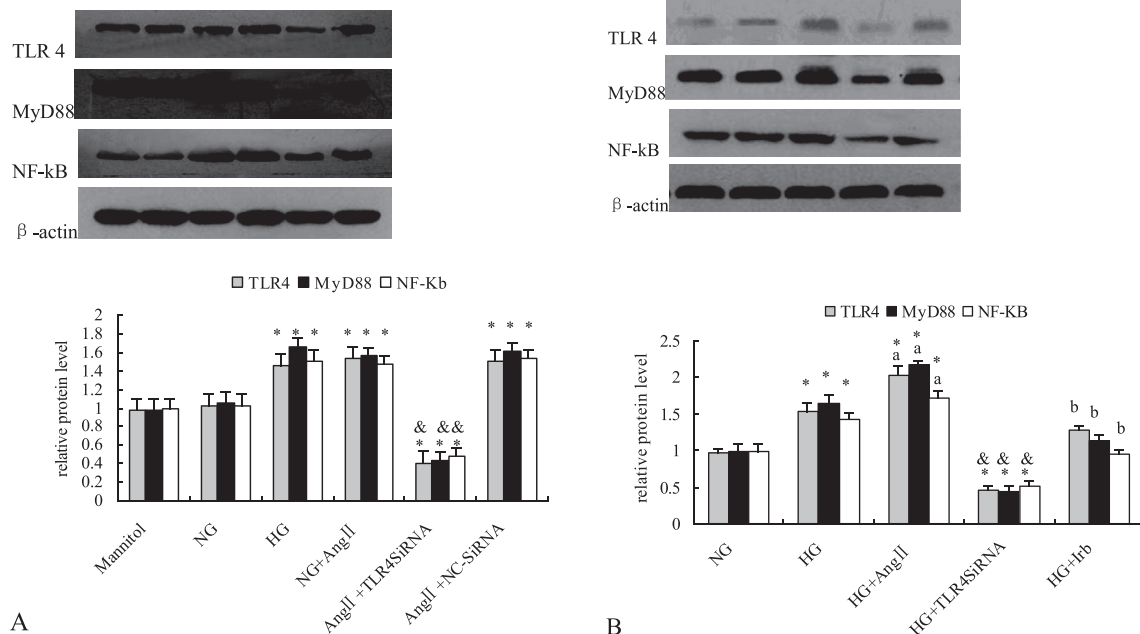 TLR 4
MyD88
NF-kB
β -actin
TLR4 MyD88 NF-Kb
relative protein level
2
1.8
1.6
1.4
1.2
1
0.8
0.6
0.4
0.2
0
* * *
* * *
& & &
* * *
* * *
Mannitol
NG
HG
NG+AngII
AngII +TLR4SiRNA
AngII +NC-SiRNA
A
TLR 4
MyD88
NF-kB
β -actin
TLR4 MyD88 NF-KB
relative protein level
2.5
2
1.5
1
0.5
0
* * *
* * *
a a a
& & &
* * *
b b b
NG
HG
HG+AngII
HG+TLR4SiRNA
HG+Irb
B